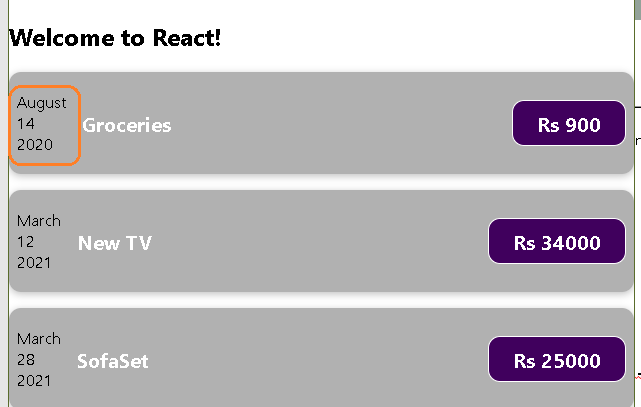 Welcome to React!
August
14
2020
Groceries
Rs 900
March
12
2021
New TV
Rs 34000
March
28
2021
SofaSet
Rs 25000